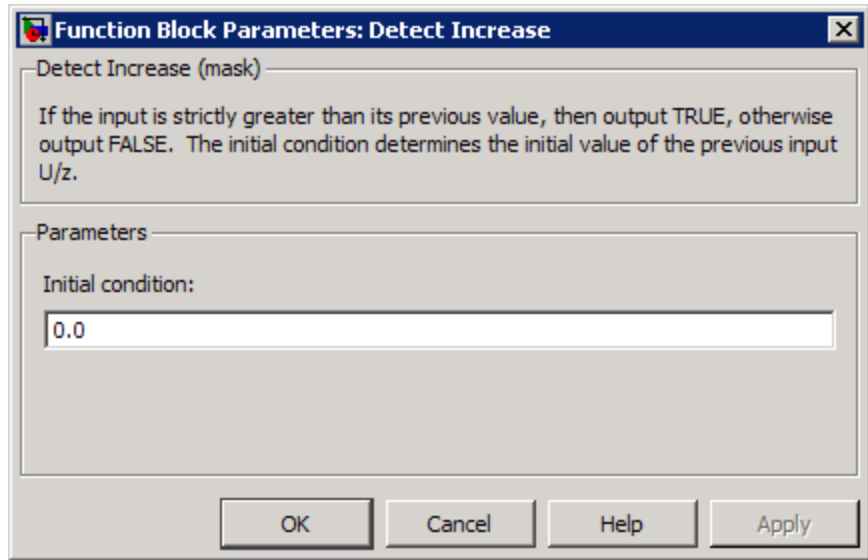 Function Block Parameters: Detect Increase
Detect Increase (mask)
If the input is strictly greater than its previous value, then output TRUE, otherwise
output FALSE.  The initial condition determines the initial value of the previous input
U/z.
Parameters
Initial condition:
0.0
OK
Cancel
Help
Apply